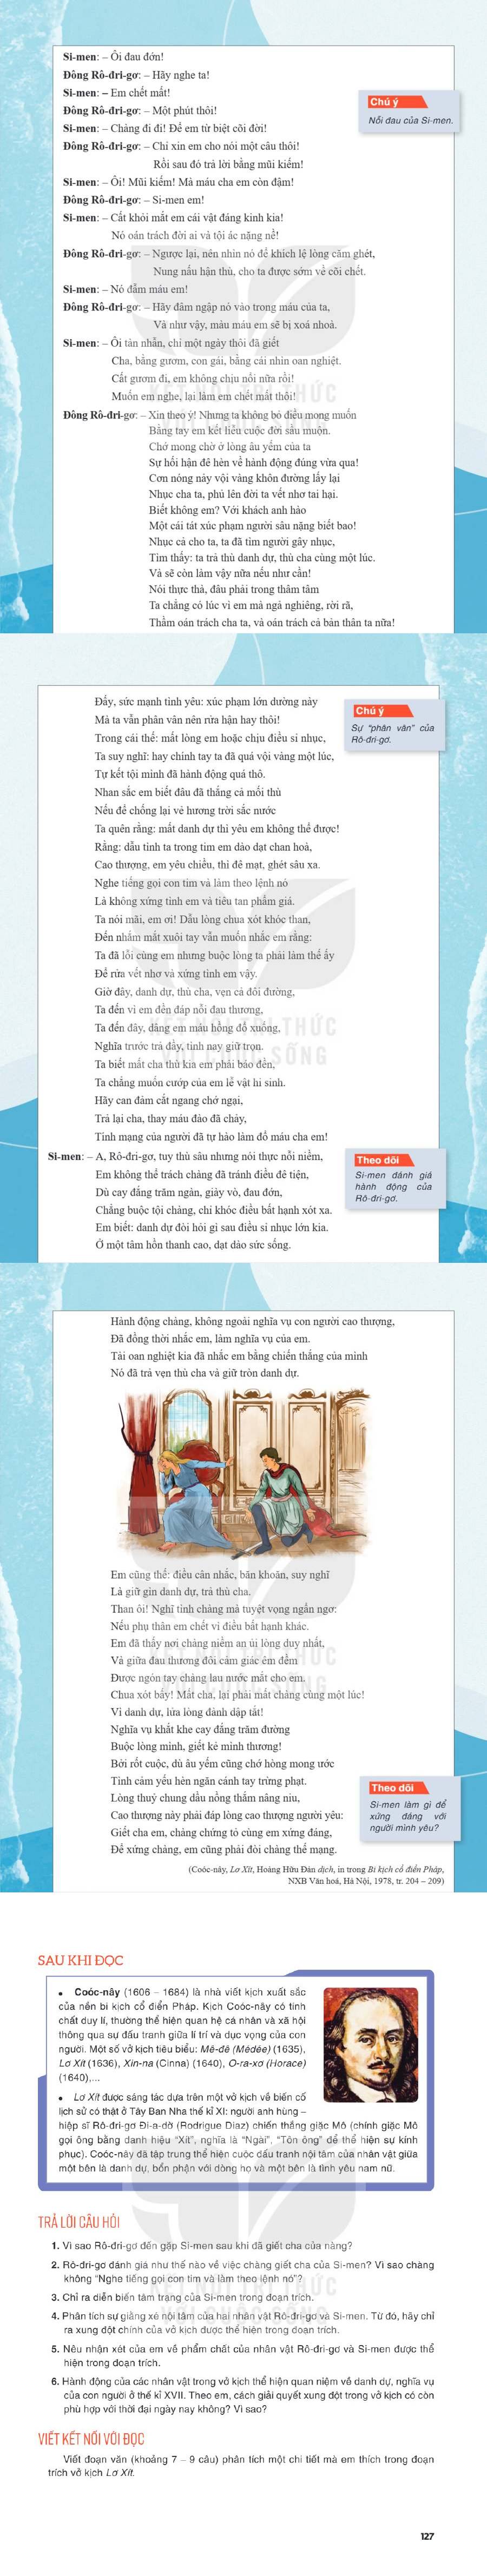 Si-men: – Ôi đau đớn!
Đông Rô-đri-gơ: – Hãy nghe ta!
Si-men: – Em chết mất!
Đông Rô-đri-gơ: – Một phút thôi!
Si-men: – Chàng đi đi! Để em từ biệt cõi đời!
Đông Rô-đri-gơ: – Chỉ xin em cho nói một câu thôi!
Rồi sau đó trả lời bằng mũi kiếm!
Si-men: – Ôi! Mũi kiếm! Mà máu cha em còn đậm!
Đông Rô-đri-gơ: – Si-men em!
Si-men: – Cất khỏi mắt em cái vật đáng kinh kia!
Nó oán trách đời ai và tội ác nặng nề!
Đông Rô-đri-gơ: – Ngược lại, nên nhìn nó để khích lệ lòng căm ghét,
Nung nấu hận thù, cho ta được sớm về cõi chết.
Si-men: – Nó đẫm máu em!
Đông Rô-đri-gơ: – Hãy đâm ngập nó vào trong máu của ta,
Và như vậy, màu máu em sẽ bị xoá nhoà.
Si-men: – Ôi tàn nhẫn, chỉ một ngày thôi đã giết
Cha, bằng gươm, con gái, bằng cái nhìn oan nghiệt.
Cất gươm đi, em không chịu nổi nữa rồi!
Muốn em nghe, lại làm em chết mất thôi!
Đông Rô-đri-gơ: – Xin theo ý! Nhưng ta không bỏ điều mong muốn
Bằng tay em kết liễu cuộc đời sầu muộn.
Chớ mong chờ ở lòng âu yếm của ta
Sự hối hận đê hèn về hành động đúng vừa qua!
Cơn nóng nảy vội vàng khôn đường lấy lại
Nhục cha ta, phủ lên đời ta vết nhơ tai hại.
Biết không em? Với khách anh hào
Một cái tát xúc phạm người sâu nặng biết bao!
Nhục cả cho ta, ta đã tìm người gây nhục,
Tìm thấy: ta trả thù danh dự, thù cha cùng một lúc.
Và sẽ còn làm vậy nữa nếu như cần!
Nói thực thà, đâu phải trong thâm tâm
Ta chẳng có lúc vì em mà ngả nghiêng, rời rã,
Thầm oán trách cha ta, và oán trách cả bản thân ta nữa!
Chú ý
Nỗi đau của Si-men.
Đấy, sức mạnh tình yêu: xúc phạm lớn dường này
Mà ta vẫn phân vân nên rửa hận hay thôi!
Trong cái thế: mất lòng em hoặc chịu điều sỉ nhục,
Ta suy nghĩ: hay chính tay ta đã quá vội vàng một lúc,
Tự kết tội mình đã hành động quá thô.
Nhan sắc em biết đâu đã thắng cả mối thù
Nếu để chống lại vẻ hương trời sắc nước
Ta quên rằng: mất danh dự thì yêu em không thể được!
Rằng: dẫu tình ta trong tim em dào dạt chan hoà,
Cao thượng, em yêu chiều, thì đê mạt, ghét sâu xa.
Nghe tiếng gọi con tim và làm theo lệnh nó
Là không xứng tình em và tiêu tan phẩm giá.
Ta nói mãi, em ơi! Dẫu lòng chua xót khóc than,
Đến nhắm mắt xuôi tay vẫn muốn nhắc em rằng:
Ta đã lỗi cùng em nhưng buộc lòng ta phải làm thế ấy
Để rửa vết nhơ và xứng tình em vậy.
Giờ đây, danh dự, thù cha, vẹn cả đôi đường,
Ta đến vì em đền đáp nỗi đau thương,
Ta đến đây, dâng em máu hồng đổ xuống,
Nghĩa trước trả đầy, tình nay giữ trọn.
Ta biết mất cha thù kia em phải báo đền,
Ta chẳng muốn cướp của em lễ vật hi sinh.
Hãy can đảm cất ngang chớ ngại,
Trả lại cha, thay máu đào đã chảy,
Tính mạng của người đã tự hào làm đổ máu cha em!
Chú ý
Sự "phân vân" của
Rô-đri-gơ.
Si-men: – A, Rô-đri-gơ, tuy thù sâu nhưng nói thực nỗi niềm,
Em không thể trách chàng đã tránh điều đê tiện,
Dù cay đắng trăm ngàn, giày vò, đau đớn,
Chẳng buộc tội chàng, chỉ khóc điều bất hạnh xót xa.
Em biết: danh dự đòi hỏi gì sau điều sỉ nhục lớn kia.
Ở một tâm hồn thanh cao, dạt dào sức sống.
Theo dõi
Si-men đánh giá
hành động của
Rô-đri-gơ.
Hành động chàng, không ngoài nghĩa vụ con người cao thượng,
Đã đồng thời nhắc em, làm nghĩa vụ của em.
Tài oan nghiệt kia đã nhắc em bằng chiến thắng của mình
Nó đã trả vẹn thù cha và giữ tròn danh dự.
Em cũng thế: điều cân nhắc, băn khoăn, suy nghĩ
Là giữ gìn danh dự, trả thù cha.
Than ôi! Nghĩ tình chàng mà tuyệt vọng ngẩn ngơ:
Nếu phụ thân em chết vì điều bất hạnh khác.
Em đã thấy nơi chàng niềm an ủi lòng duy nhất,
Và giữa đau thương đội cảm giác êm đềm
Được ngón tay chàng lau nước mắt cho em.
Chua xót bấy! Mất cha, lại phải mất chàng cùng một lúc!
Vì danh dự, lửa lòng đành dập tắt!
Nghĩa vụ khắt khe cay đắng trăm đường
Buộc lòng mình, giết kẻ mình thương!
Bởi rốt cuộc, dù âu yếm cũng chớ hòng mong ước
Tình cảm yếu hèn ngăn cánh tay trừng phạt.
Lòng thuỷ chung dẫu nồng thắm nâng niu,
Cao thượng này phải đáp lòng cao thượng người yêu:
Giết cha em, chàng chứng tỏ cùng em xứng đáng,
Để xứng chàng, em cũng phải đòi chàng thế mạng.
Theo dõi
Si-men làm gì để
xứng đáng với
người mình yêu?
(Coóc-nây, Lơ Xít, Hoàng Hữu Đản dịch, in trong Bi kịch cổ điển Pháp,
NXB Văn hoá, Hà Nội, 1978, tr. 204 – 209)
SAU KHI ĐỌC
• Coóc-nây (1606 – 1684) là nhà viết kịch xuất sắc
của nền bi kịch cổ điển Pháp. Kịch Coóc-nây có tính
chất duy lí, thường thể hiện quan hệ cá nhân và xã hội
thông qua sự đấu tranh giữa lí trí và dục vọng của con
người. Một số vở kịch tiêu biểu: Mê-đê (Médée) (1635),
Lơ Xít (1636), Xin-na (Cinna) (1640), O-ra-xơ (Horace)
(1640),...
• Lơ Xít được sáng tác dựa trên một vở kịch về biến cố
lịch sử có thật ở Tây Ban Nha thế kỉ XI: người anh hùng –
hiệp sĩ Rô-đri-gơ Đi-a-dờ (Rodrigue Diaz) chiến thắng giặc Mô (chính giặc Mô
gọi ông bằng danh hiệu "Xít", nghĩa là "Ngài", "Tôn ông" để thể hiện sự kính
phục). Coóc-nây đã tập trung thể hiện cuộc đấu tranh nội tâm của nhân vật giữa
một bên là danh dự, bổn phận với dòng họ và một bên là tình yêu nam nữ.
TRẢ LỜI CÂU HỎI
1. Vì sao Rô-đri-gơ đến gặp Si-men sau khi đã giết cha của nàng?
2. Rô-đri-gơ đánh giá như thế nào về việc chàng giết cha của Si-men? Vì sao chàng
không "Nghe tiếng gọi con tim và làm theo lệnh nó"?
3. Chỉ ra diễn biến tâm trạng của Si-men trong đoạn trích.
4. Phân tích sự giằng xé nội tâm của hai nhân vật Rô-đri-gơ và Si-men. Từ đó, hãy chỉ
ra xung đột chính của vở kịch được thể hiện trong đoạn trích.
5. Nêu nhận xét của em về phẩm chất của nhân vật Rô-đri-gơ và Si-men được thể
hiện trong đoạn trích.
6. Hành động của các nhân vật trong vở kịch thể hiện quan niệm về danh dự, nghĩa vụ
của con người ở thế kỉ XVII. Theo em, cách giải quyết xung đột trong vở kịch có còn
phù hợp với thời đại ngày nay không? Vì sao?
VIẾT KẾT NỐI VỚI ĐỌC
Viết đoạn văn (khoảng 7 – 9 câu) phân tích một chi tiết mà em thích trong đoạn
trích vở kịch Lơ Xít.
127
KẾT NỐI TRI THỨC
VỚI CUỘC SỐNG